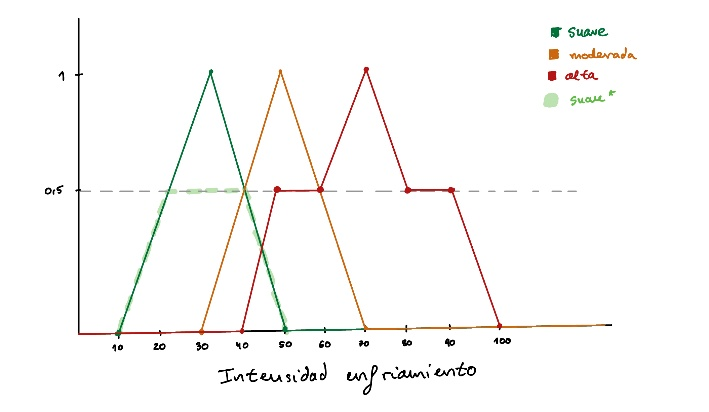 suave
moderada
alta
suave*
1
0,5
10 20 30 40 50 60 70 80 90 100
Intensidad enfriamiento